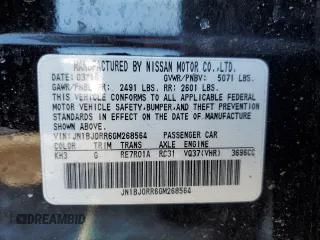 MANUFACTURED BY NISSAN MOTOR CO.,LTD.
DATE: 03/16 GVWR/PNBV: 5071 LBS.
GAWR/PNBE FR: 2491 LBS. RR: 2601 LBS.
THIS VEHICLE CONFORMS TO ALL APPLICABLE FEDERAL
MOTOR VEHICLE SAFETY, BUMPER, AND THEFT PREVENTION
STANDARDS IN EFFECT ON THE DATE OF MANUFACTURE SHOWN ABOVE.
VIN: JN1BJ0RR6GM268564 PASSENGER CAR
COLOR TRIM TRANS AXLE ENGINE
KH3 G RE7R01A RC31 VQ37(VHR) 3696CC
JN1BJ0RR6GM268564